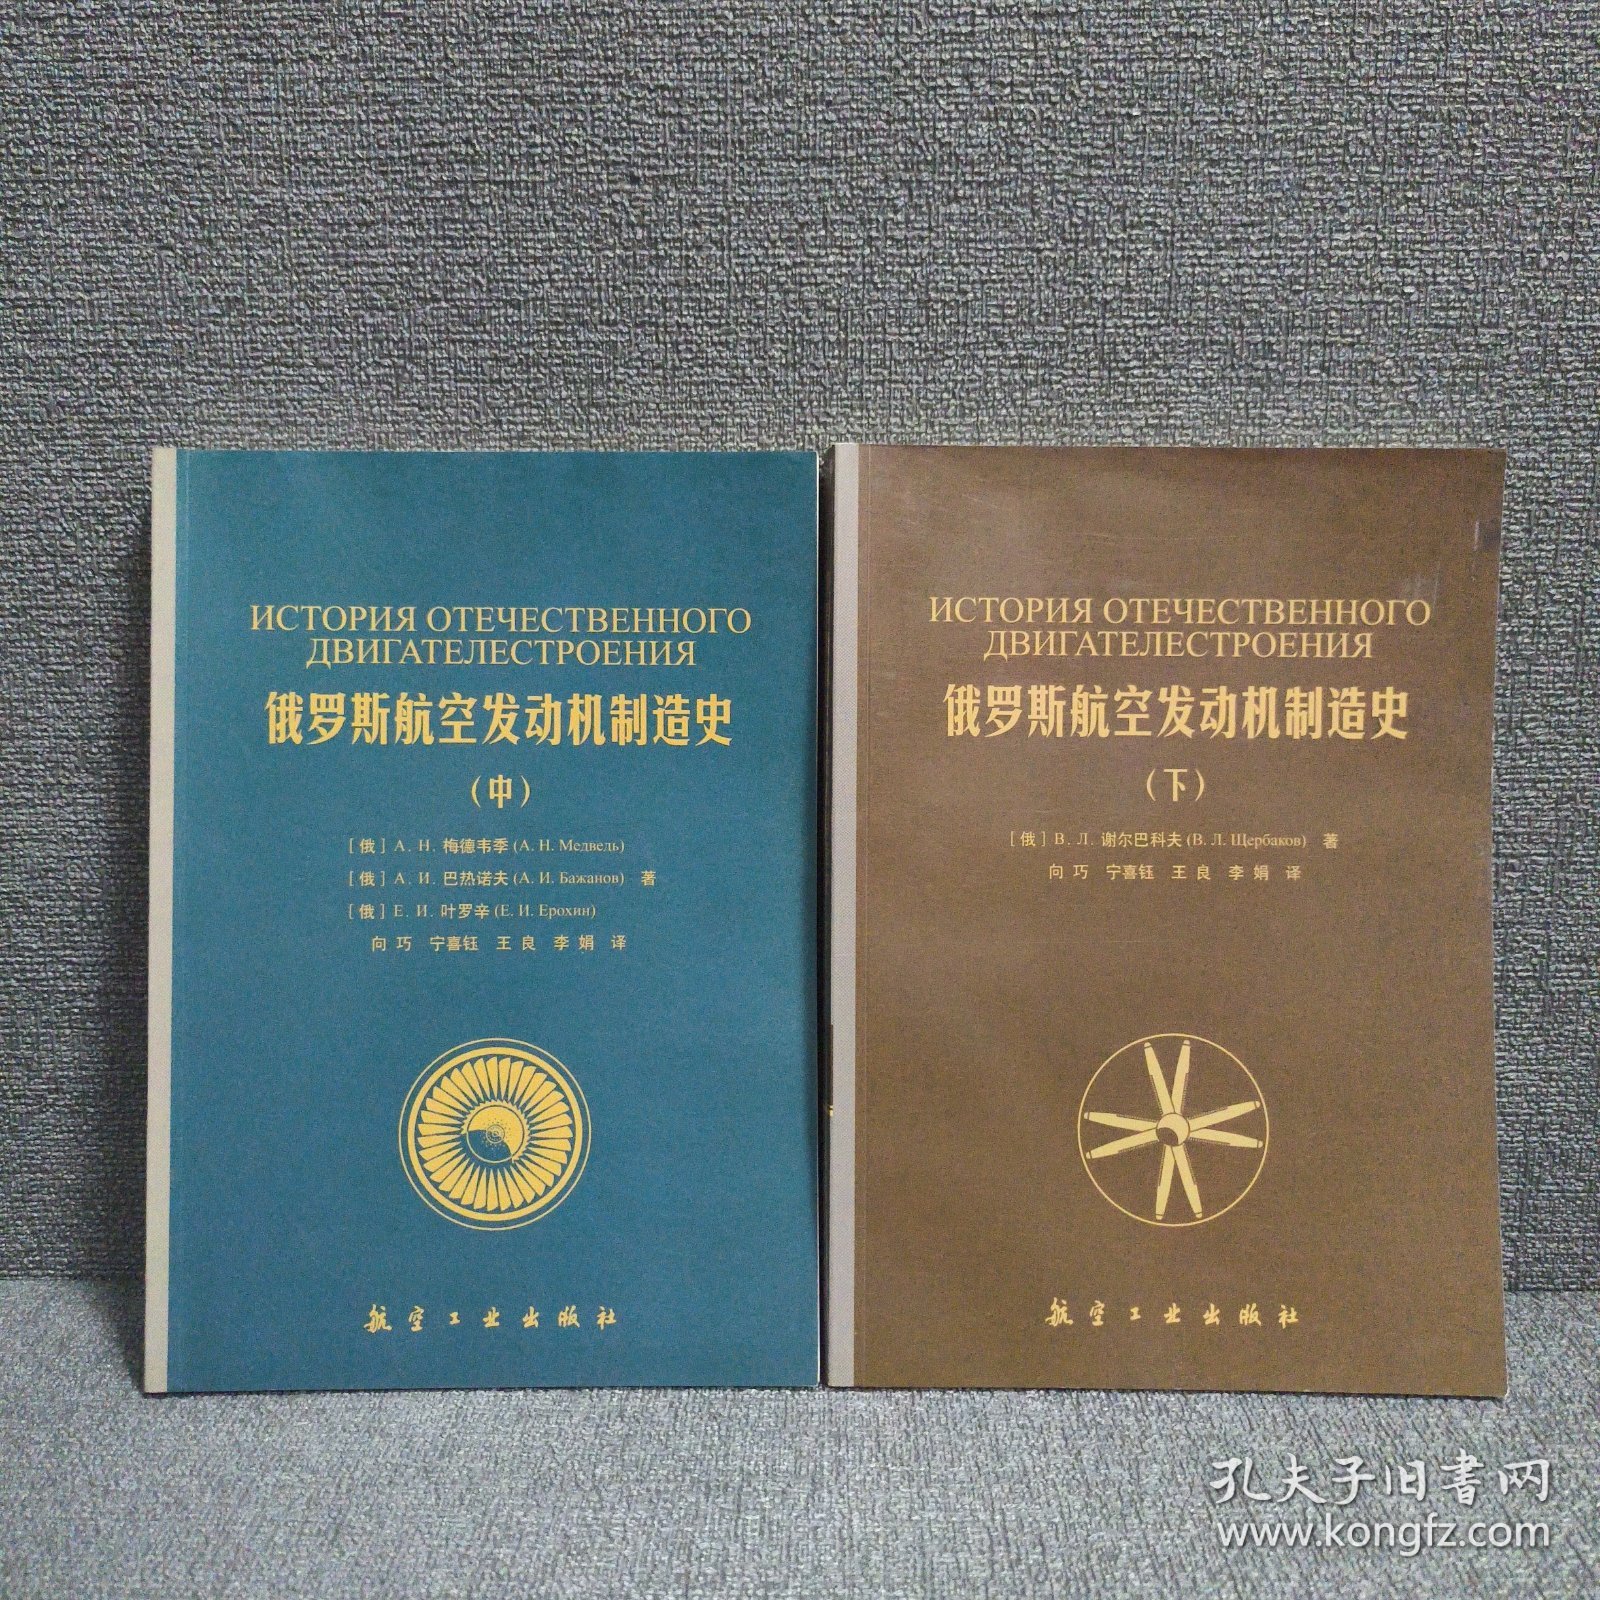 ИСТОРИЯ ОТЕЧЕСТВЕННОГО
ДВИГАТЕЛЕСТРОЕНИЯ
俄罗斯航空发动机制造史
（中）
［俄］А. Н. 梅德韦季 (А. Н. Медведь)
［俄］А. И. 巴热诺夫 (А. И. Бажанов) 著
［俄］Е. И. 叶罗辛 (Е. И. Ерохин)
向 巧 宁喜钰 王 良 李 娟 译
航空工业出版社
ИСТОРИЯ ОТЕЧЕСТВЕННОГО
ДВИГАТЕЛЕСТРОЕНИЯ
俄罗斯航空发动机制造史
（下）
［俄］В. Л. 谢尔巴科夫 (В. Л. Щербаков) 著
向 巧 宁喜钰 王 良 李 娟 译
航空工业出版社
孔夫子旧书网
www.kongfz.com